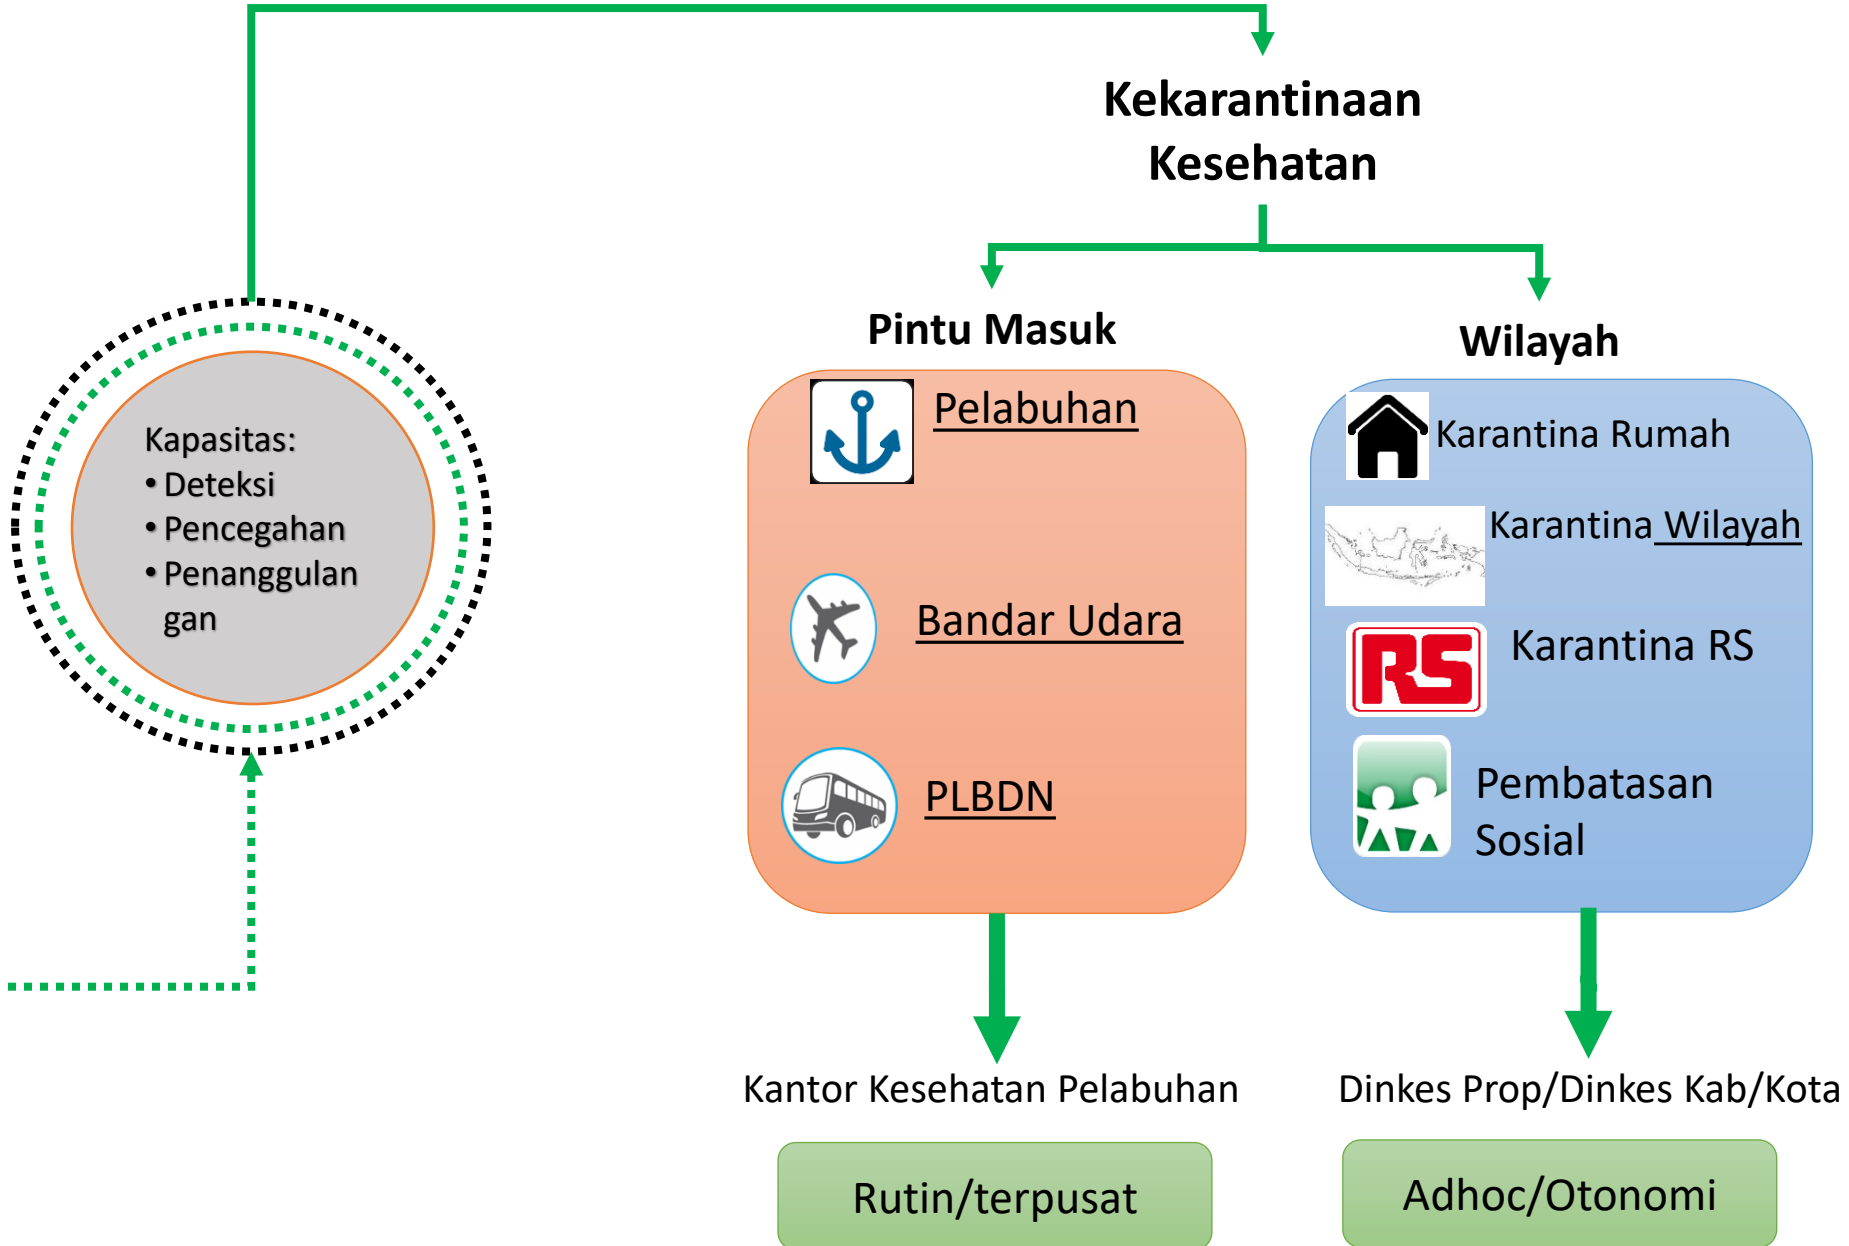 Kekarantinaan
Kesehatan
Kapasitas:
• Deteksi
• Pencegahan
• Penanggulan
gan
Pintu Masuk
Pelabuhan
Bandar Udara
PLBDN
Kantor Kesehatan Pelabuhan
Rutin/terpusat
Wilayah
Karantina Rumah
Karantina Wilayah
RS
Karantina RS
Pembatasan
Sosial
Dinkes Prop/Dinkes Kab/Kota
Adhoc/Otonomi